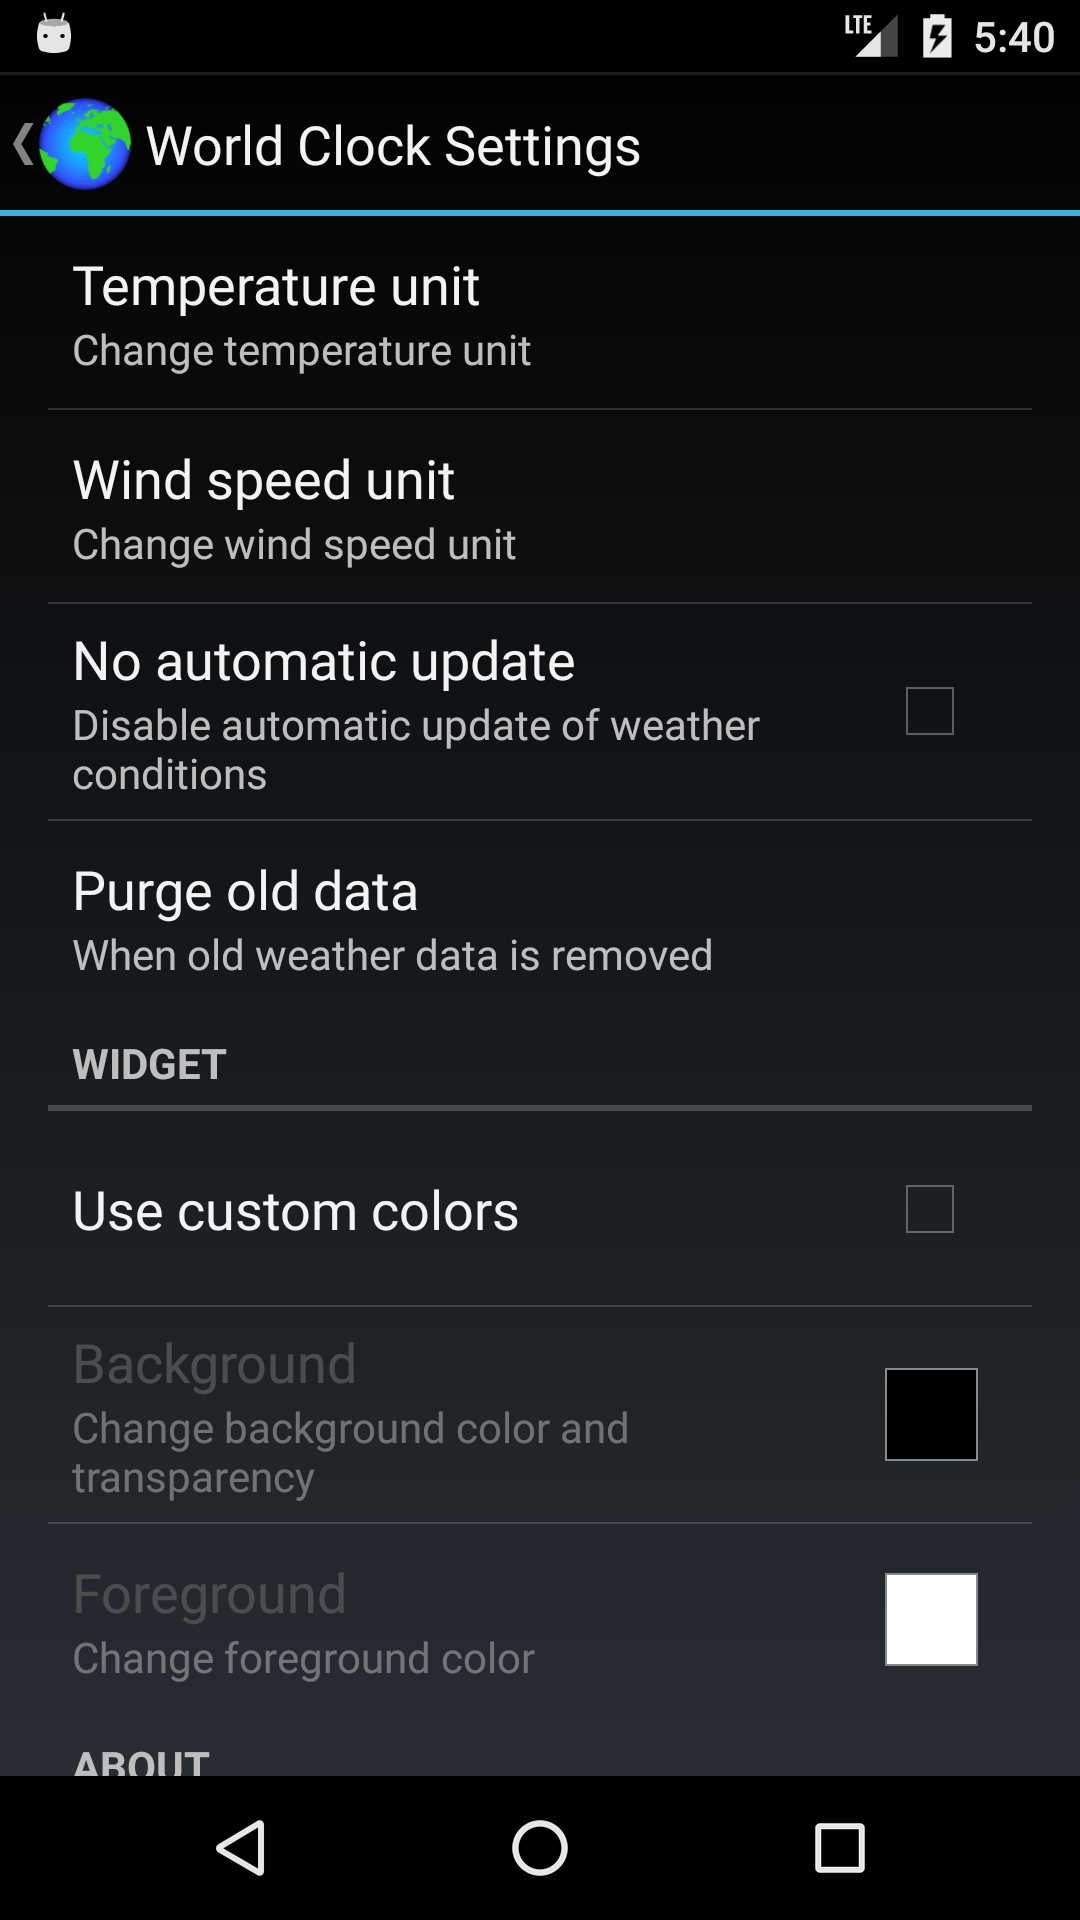 LTE 5:40
World Clock Settings
Temperature unit
Change temperature unit
Wind speed unit
Change wind speed unit
No automatic update
Disable automatic update of weather
conditions
Purge old data
When old weather data is removed
WIDGET
Use custom colors
Background
Change background color and
transparency
Foreground
Change foreground color
ABOUT